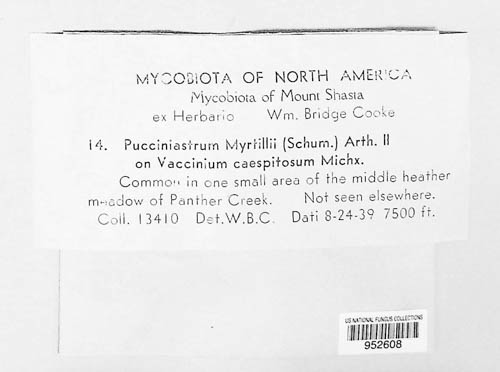 MYCOBIOTA OF NORTH AMERICA
Mycobiota of Mount Shasta
ex Herbario Wm. Bridge Cooke
14. Pucciniastrum Myrtillii (Schum.) Arth. II
on Vaccinium caespitosum Michx.
Common in one small area of the middle heather
meadow of Panther Creek. Not seen elsewhere.
Coll. 13410 Det.W.B.C. Dati 8-24-39 7500 ft.
US NATIONAL FUNGUS COLLECTIONS
952608